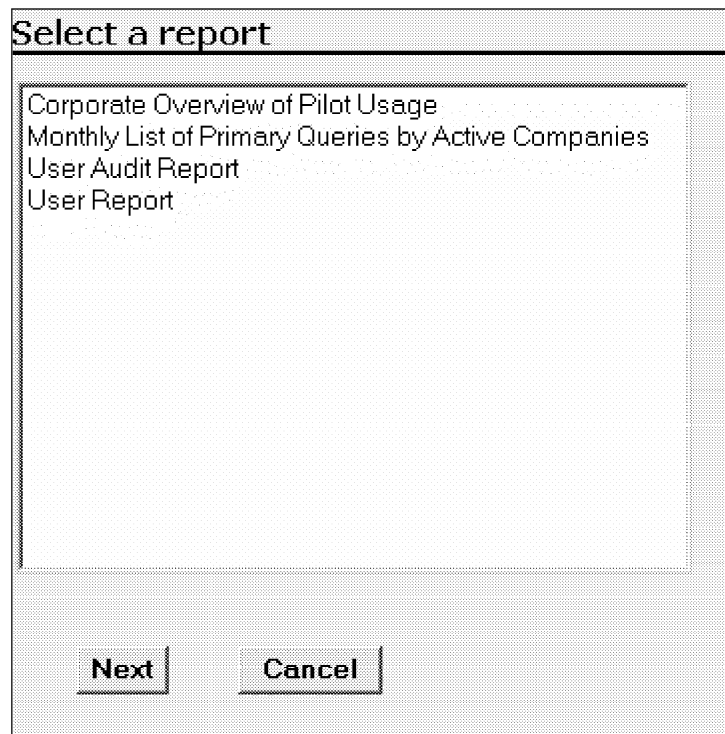 Select a report
Corporate Overview of Pilot Usage
Monthly List of Primary Queries by Active Companies
User Audit Report
User Report
Next Cancel